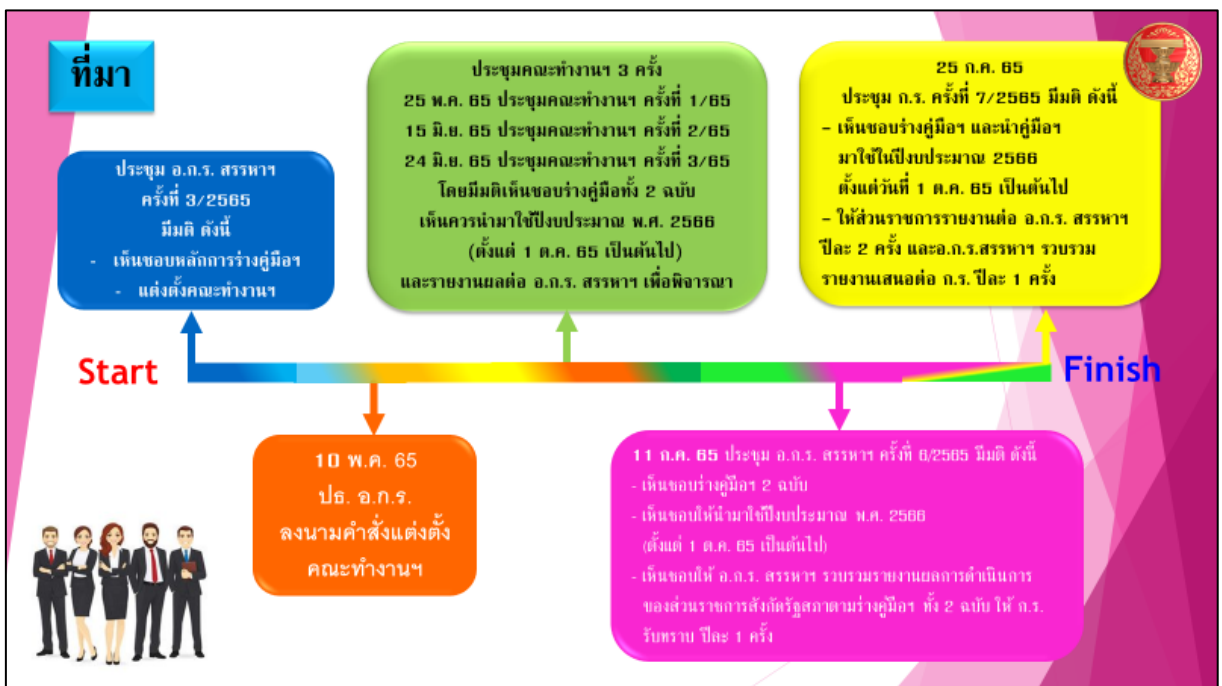 ที่มา
ประชุม อ.ก.ร. สรรหาฯ
ครั้งที่ 3/2565
มีมติ ดังนี้
- เห็นชอบหลักการร่างคู่มือฯ
- แต่งตั้งคณะทำงานฯ
ประชุมคณะทำงานฯ 3 ครั้ง
25 พ.ค. 65 ประชุมคณะทำงานฯ ครั้งที่ 1/65
15 มิ.ย. 65 ประชุมคณะทำงานฯ ครั้งที่ 2/65
24 มิ.ย. 65 ประชุมคณะทำงานฯ ครั้งที่ 3/65
โดยมีมติเห็นชอบร่างคู่มือทั้ง 2 ฉบับ
เห็นควรนำมาใช้ปีงบประมาณ พ.ศ. 2566
(ตั้งแต่ 1 ต.ค. 65 เป็นต้นไป)
และรายงานผลต่อ อ.ก.ร. สรรหาฯ เพื่อพิจารณา
25 ก.ค. 65
ประชุม ก.ร. ครั้งที่ 7/2565 มีมติ ดังนี้
- เห็นชอบร่างคู่มือฯ และนำคู่มือฯ
มาใช้ในปีงบประมาณ 2566
ตั้งแต่วันที่ 1 ต.ค. 65 เป็นต้นไป
- ให้ส่วนราชการรายงานต่อ อ.ก.ร. สรรหาฯ
ปีละ 2 ครั้ง และอ.ก.ร.สรรหาฯ รวบรวม
รายงานเสนอต่อ ก.ร. ปีละ 1 ครั้ง
Start
Finish
10 พ.ค. 65
ปธ. อ.ก.ร.
ลงนามคำสั่งแต่งตั้ง
คณะทำงานฯ
11 ก.ค. 65 ประชุม อ.ก.ร. สรรหาฯ ครั้งที่ 6/2565 มีมติ ดังนี้
- เห็นชอบร่างคู่มือฯ 2 ฉบับ
- เห็นชอบให้นำมาใช้ปีงบประมาณ พ.ศ. 2566
(ตั้งแต่ 1 ต.ค. 65 เป็นต้นไป)
- เห็นชอบให้ อ.ก.ร. สรรหาฯ รวบรวมรายงานผลการดำเนินการ
ของส่วนราชการสังกัดรัฐสภาตามร่างคู่มือฯ ทั้ง 2 ฉบับ ให้ ก.ร.
รับทราบ ปีละ 1 ครั้ง